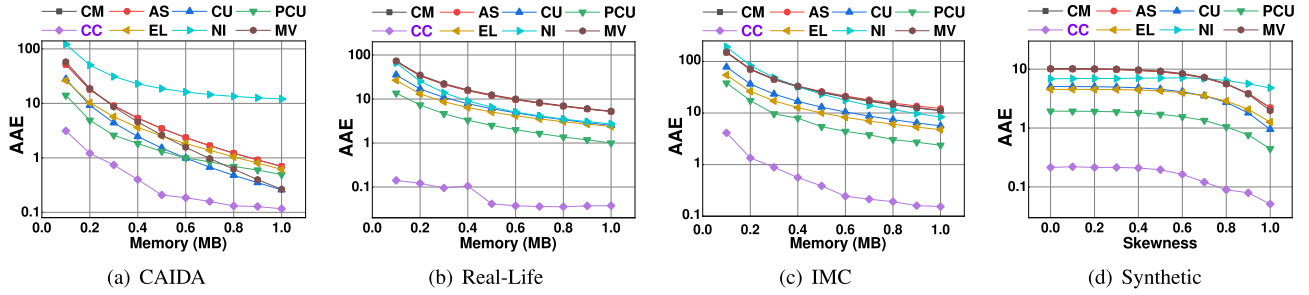 CM AS CU PCU
CC EL NI MV
100
10
1
0.1
AAE
0.0 0.2 0.4 0.6 0.8 1.0
Memory (MB)
(a) CAIDA
CM AS CU PCU
CC EL NI MV
100
10
1
0.1
AAE
0.0 0.2 0.4 0.6 0.8 1.0
Memory (MB)
(b) Real-Life
CM AS CU PCU
CC EL NI MV
100
10
1
0.1
AAE
0.0 0.2 0.4 0.6 0.8 1.0
Memory (MB)
(c) IMC
CM AS CU PCU
CC EL NI MV
10
1
0.1
AAE
0.0 0.2 0.4 0.6 0.8 1.0
Skewness
(d) Synthetic